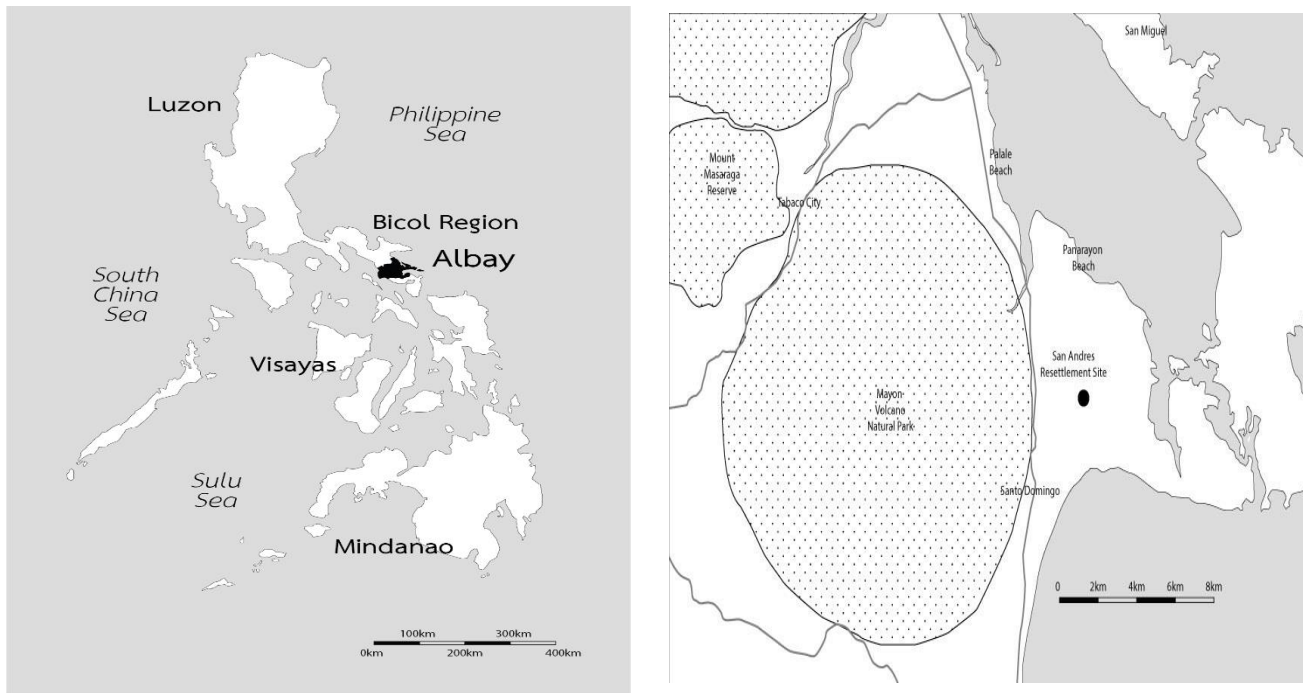 Luzon
Philippine
Sea
Bicol Region
Albay
South
China
Sea
Visayas
Sulu
Sea
Mindanao
100km
300km
0km
200km
400km
San Miguel
Mount
Masaraga
Reserve
Palale
Beach
Tabaco City
Panarayon
Beach
San Andres
Resettlement Site
Mayon
Volcano
Natural Park
Santo Domingo
0
2km
4km
6km
8km